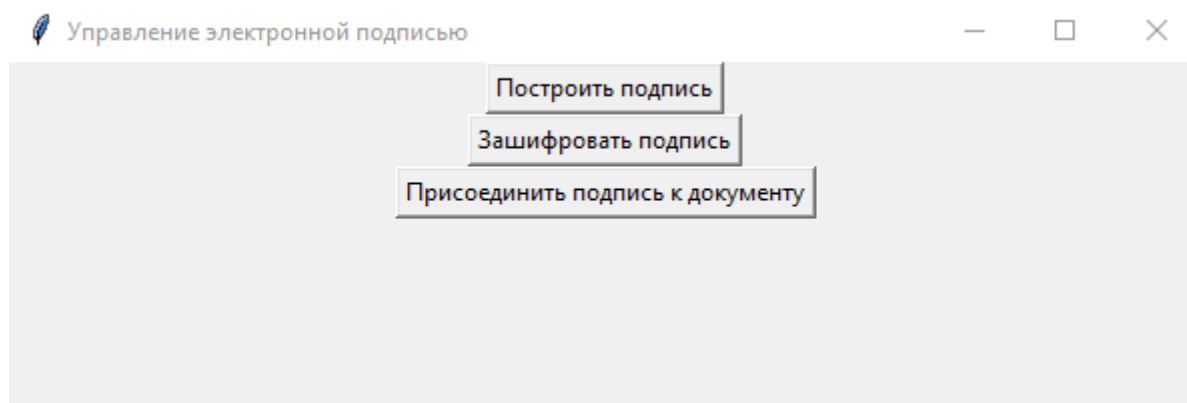 Управление электронной подписью
Построить подпись
Зашифровать подпись
Присоединить подпись к документу